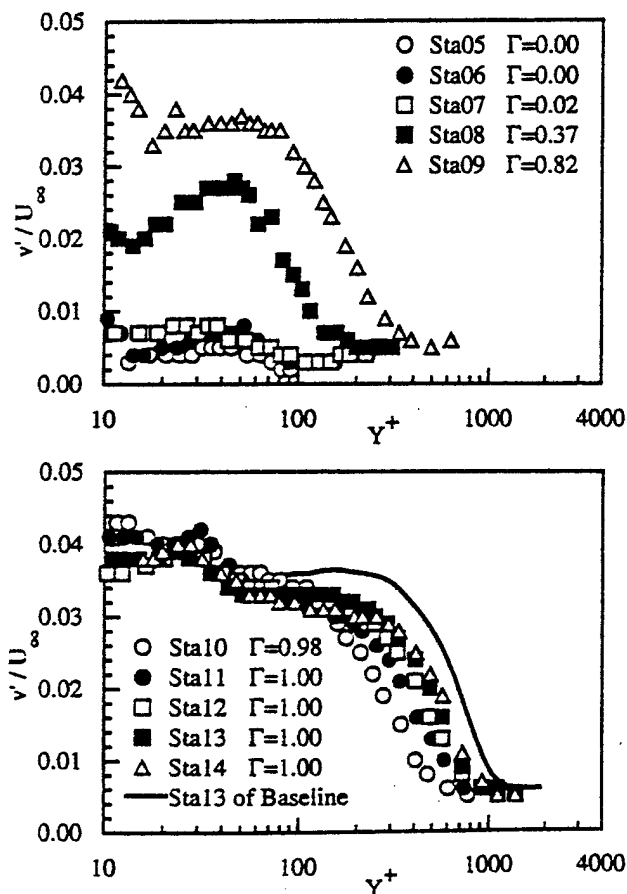 0.05
0.04
0.03
0.02
0.01
0.00
v'/U∞
Sta05 Γ=0.00
Sta06 Γ=0.00
Sta07 Γ=0.02
Sta08 Γ=0.37
Sta09 Γ=0.82
10 100 1000 4000
Y+
0.05
0.04
0.03
0.02
0.01
0.00
v'/U∞
Sta10 Γ=0.98
Sta11 Γ=1.00
Sta12 Γ=1.00
Sta13 Γ=1.00
Sta14 Γ=1.00
Sta13 of Baseline
10 100 1000 4000
Y+